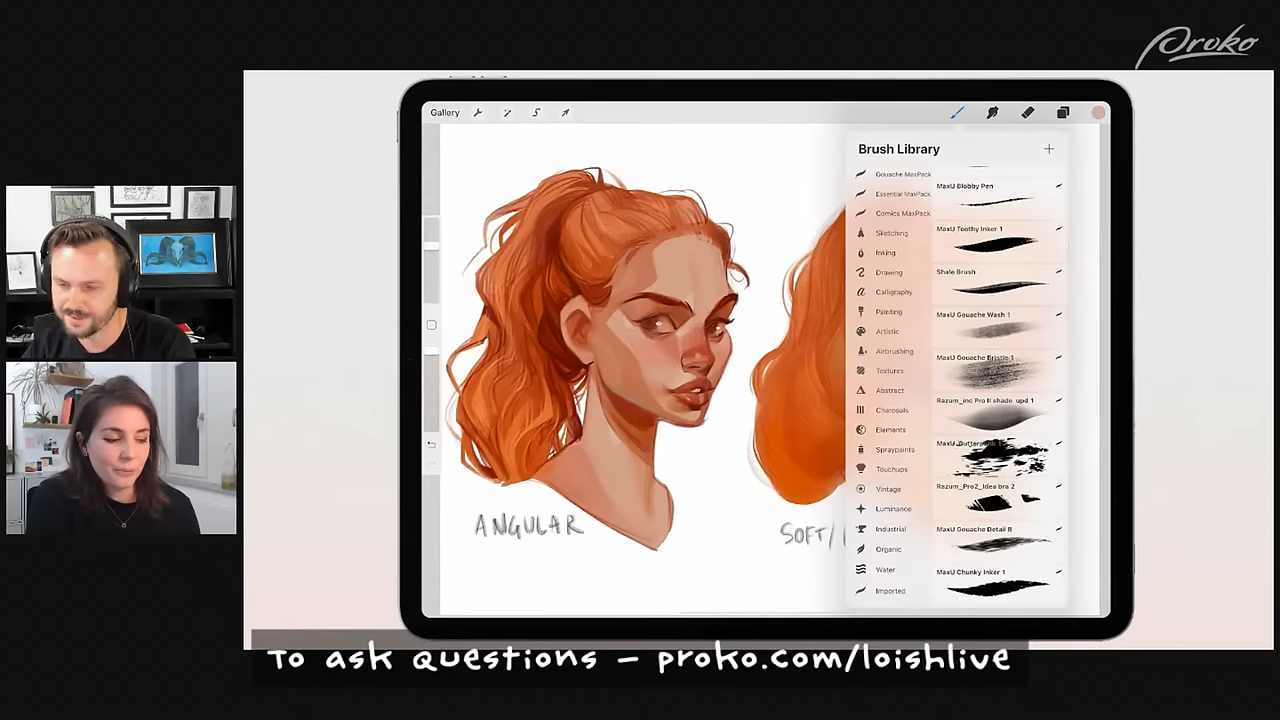 Proko
Gallery
Brush Library
Gouache MaxPack
Essential MaxPack
Comics MaxPack
Sketching
Inking
Drawing
Calligraphy
Painting
Artistic
Airbrushing
Textures
Abstract
Charcoals
Elements
Spraypaints
Touchups
Vintage
Luminance
Industrial
Organic
Water
Imported
MaxU Blobby Pen
MaxU Toothy Inker 1
Shale Brush
MaxU Gouache Wash 1
MaxU Gouache Bristle 1
Razum_inc Pro II shade upd 1
MaxU
Razum_Pro2_Idea bra 2
MaxU Gouache Detail B
MaxU Chunky Inker 1
ANGULAR
SOFT/
To ask questions – proko.com/loishlive